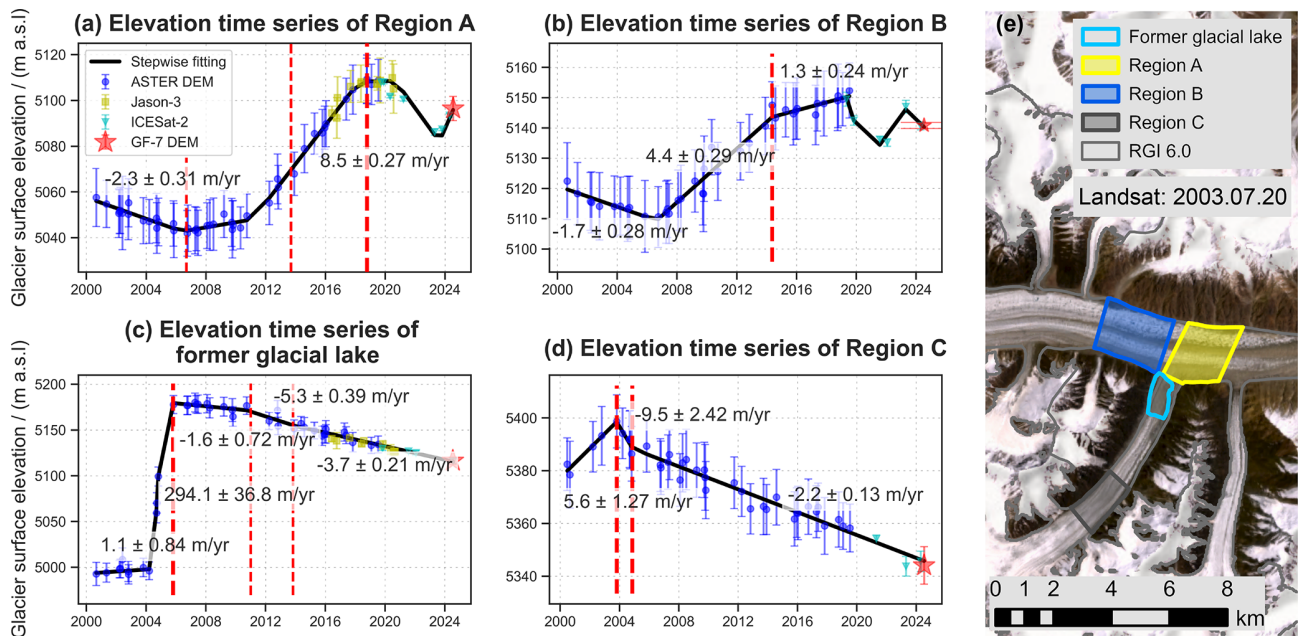 (a) Elevation time series of Region A
Glacier surface elevation / (m a.s.l)
5120
5100
5080
5060
5040
Stepwise fitting
ASTER DEM
Jason-3
ICESat-2
GF-7 DEM
-2.3 ± 0.31 m/yr
8.5 ± 0.27 m/yr
2000 2004 2008 2012 2016 2020 2024
(b) Elevation time series of Region B
5160
5150
5140
5130
5120
5110
5100
1.3 ± 0.24 m/yr
4.4 ± 0.29 m/yr
-1.7 ± 0.28 m/yr
2000 2004 2008 2012 2016 2020 2024
(c) Elevation time series of
former glacial lake
Glacier surface elevation / (m a.s.l)
5200
5150
5100
5050
5000
-5.3 ± 0.39 m/yr
-1.6 ± 0.72 m/yr
-3.7 ± 0.21 m/yr
294.1 ± 36.8 m/yr
1.1 ± 0.84 m/yr
2000 2004 2008 2012 2016 2020 2024
(d) Elevation time series of Region C
5400
5380
5360
5340
-9.5 ± 2.42 m/yr
5.6 ± 1.27 m/yr
-2.2 ± 0.13 m/yr
2000 2004 2008 2012 2016 2020 2024
(e)
Former glacial lake
Region A
Region B
Region C
RGI 6.0
Landsat: 2003.07.20
0 1 2 4 6 8
km